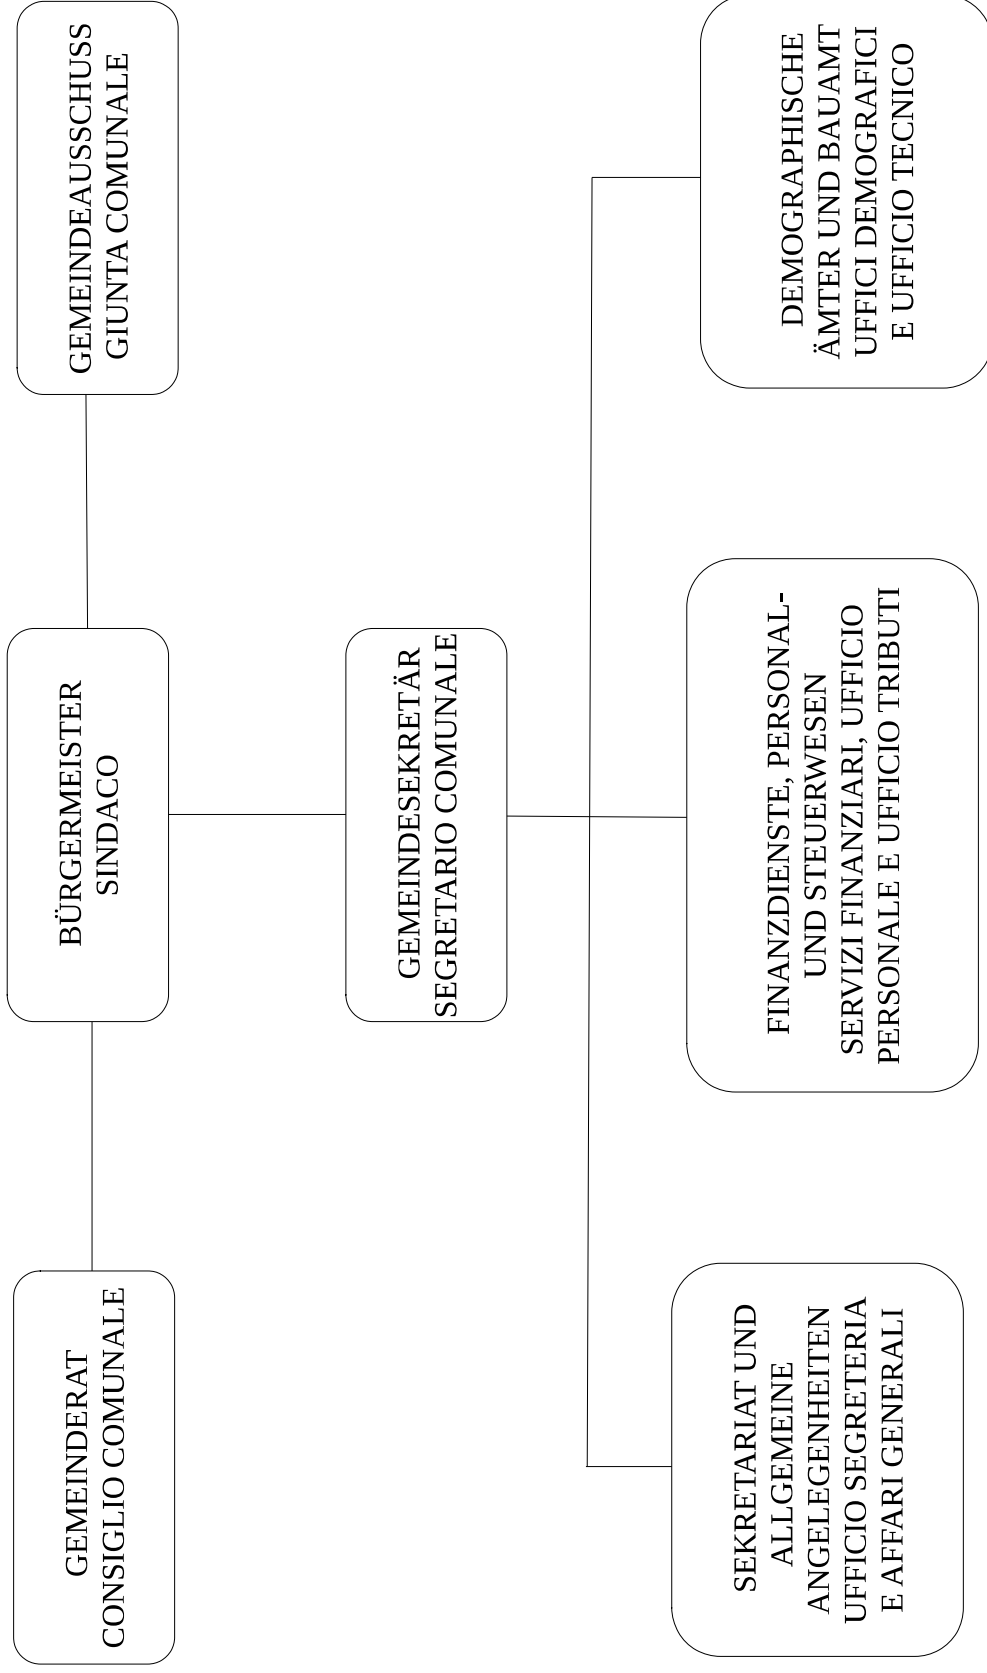 GEMEINDERAT
CONSIGLIO COMUNALE
BÜRGERMEISTER
SINDACO
GEMEINDEAUSSCHUSS
GIUNTA COMUNALE
GEMEINDESEKRETÄR
SEGRETARIO COMUNALE
SEKRETARIAT UND
ALLGEMEINE
ANGELEGENHEITEN
UFFICIO SEGRETERIA
E AFFARI GENERALI
FINANZDIENSTE, PERSONAL-
UND STEUERWESEN
SERVIZI FINANZIARI, UFFICIO
PERSONALE E UFFICIO TRIBUTI
DEMOGRAPHISCHE
ÄMTER UND BAUAMT
UFFICI DEMOGRAFICI
E UFFICIO TECNICO